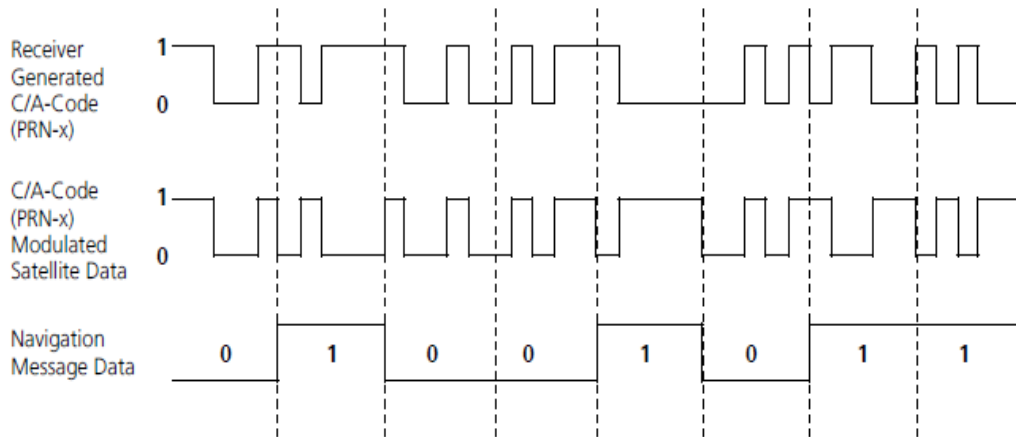 Receiver
Generated
C/A-Code
(PRN-x)
1
0
C/A-Code
(PRN-x)
Modulated
Satellite Data
1
0
Navigation
Message Data
0 1 0 0 1 0 1 1